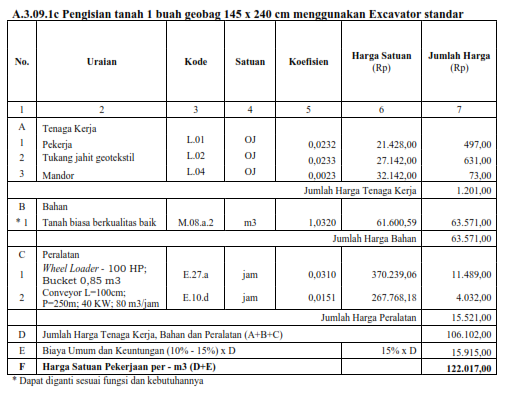 A.3.09.1c Pengisian tanah 1 buah geobag 145 x 240 cm menggunakan Excavator standar
No. Uraian Kode Satuan Koefisien Harga Satuan (Rp) Jumlah Harga (Rp)
1 2 3 4 5 6 7
A Tenaga Kerja
1 Pekerja L.01 OJ 0,0232 21.428,00 497,00
2 Tukang jahit geotekstil L.02 OJ 0,0233 27.142,00 631,00
3 Mandor L.04 OJ 0,0023 32.142,00 73,00
Jumlah Harga Tenaga Kerja 1.201,00
B Bahan
* 1 Tanah biasa berkualitas baik M.08.a.2 m3 1,0320 61.600,59 63.571,00
Jumlah Harga Bahan 63.571,00
C Peralatan
1 Wheel Loader - 100 HP; Bucket 0,85 m3 E.27.a jam 0,0310 370.239,06 11.489,00
2 Conveyor L=100cm; P=250m; 40 KW; 80 m3/jam E.10.d jam 0,0151 267.768,18 4.032,00
Jumlah Harga Peralatan 15.521,00
D Jumlah Harga Tenaga Kerja, Bahan dan Peralatan (A+B+C) 106.102,00
E Biaya Umum dan Keuntungan (10% - 15%) x D 15% x D 15.915,00
F Harga Satuan Pekerjaan per - m3 (D+E) 122.017,00
* Dapat diganti sesuai fungsi dan kebutuhannya